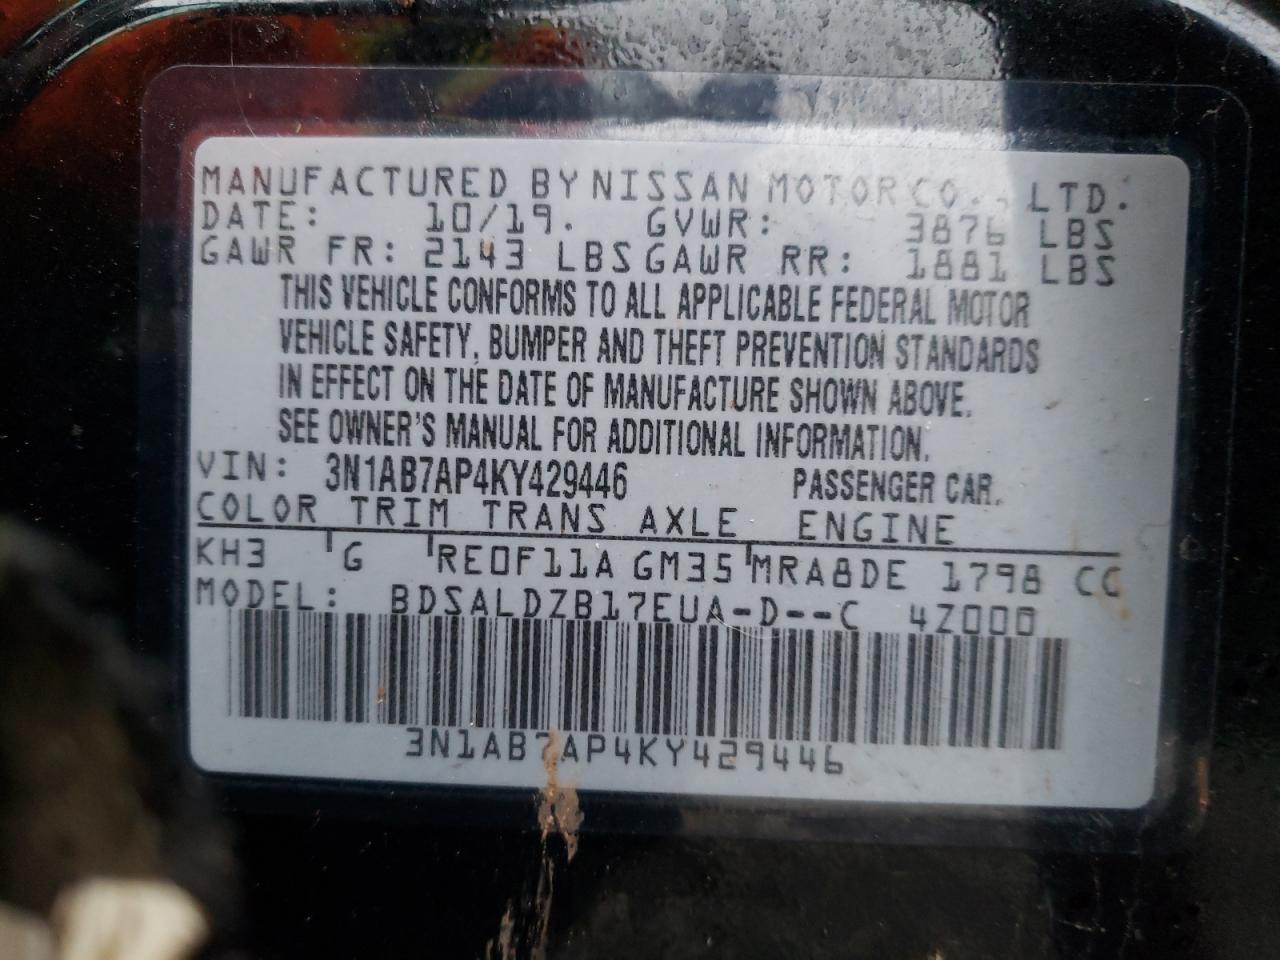 MANUFACTURED BY NISSAN MOTOR CO., LTD.
DATE: 10/19. GVWR: 3876 LBS
GAWR FR: 2143 LBS GAWR RR: 1881 LBS
THIS VEHICLE CONFORMS TO ALL APPLICABLE FEDERAL MOTOR
VEHICLE SAFETY, BUMPER AND THEFT PREVENTION STANDARDS
IN EFFECT ON THE DATE OF MANUFACTURE SHOWN ABOVE.
SEE OWNER'S MANUAL FOR ADDITIONAL INFORMATION.
VIN: 3N1AB7AP4KY429446 PASSENGER CAR.
COLOR TRIM TRANS AXLE ENGINE
KH3 G RE0F11A GM35 MRA8DE 1798 CC
MODEL: BDSALDZB17EUA-D--C 4Z000
3N1AB7AP4KY429446